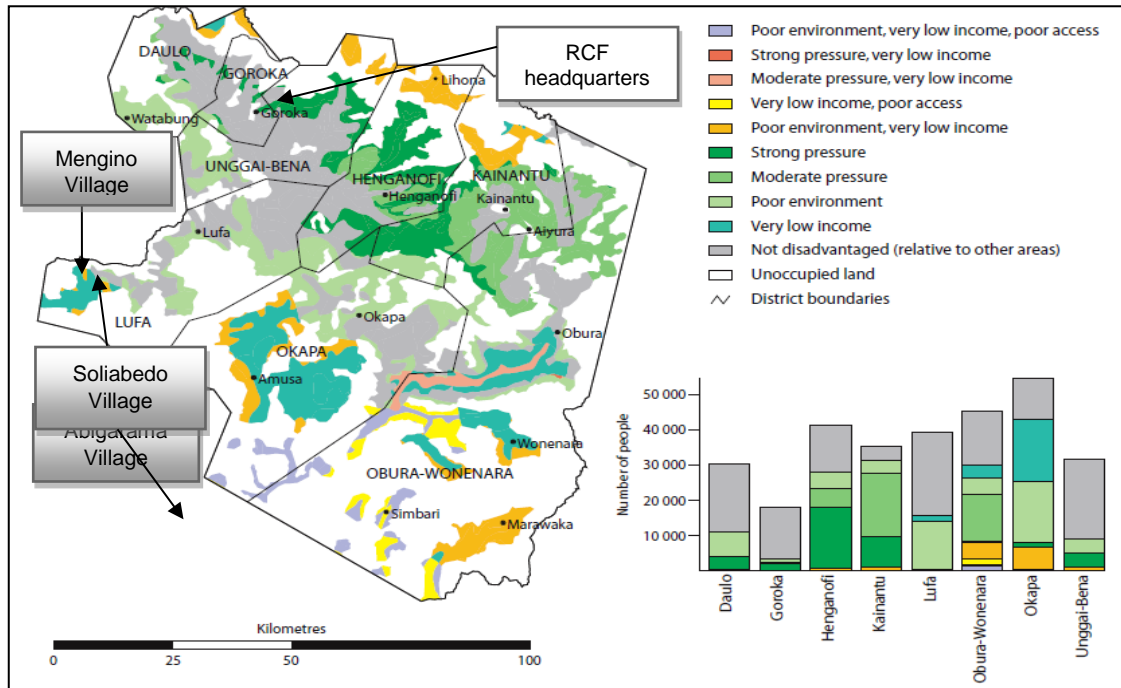 DAULO
GOROKA
Goroka
Lihona
Watabung
UNGGAI-BENA
HENGANOFI
Henganofi
KAINANTU
Kainantu
Aiyura
Lufa
LUFA
Okapa
OKAPA
Amusa
Obura
Wonenara
OBURA-WONENARA
Simbari
Marawaka
RCF
headquarters
Mengino
Village
Soliabedo
Village
Abigarama
Village
Kilometres
0 25 50 100
Poor environment, very low income, poor access
Strong pressure, very low income
Moderate pressure, very low income
Very low income, poor access
Poor environment, very low income
Strong pressure
Moderate pressure
Poor environment
Very low income
Not disadvantaged (relative to other areas)
Unoccupied land
District boundaries
Number of people
50 000
40 000
30 000
20 000
10 000
Daulo
Goroka
Henganofi
Kainantu
Lufa
Obura-Wonenara
Okapa
Unggai-Bena